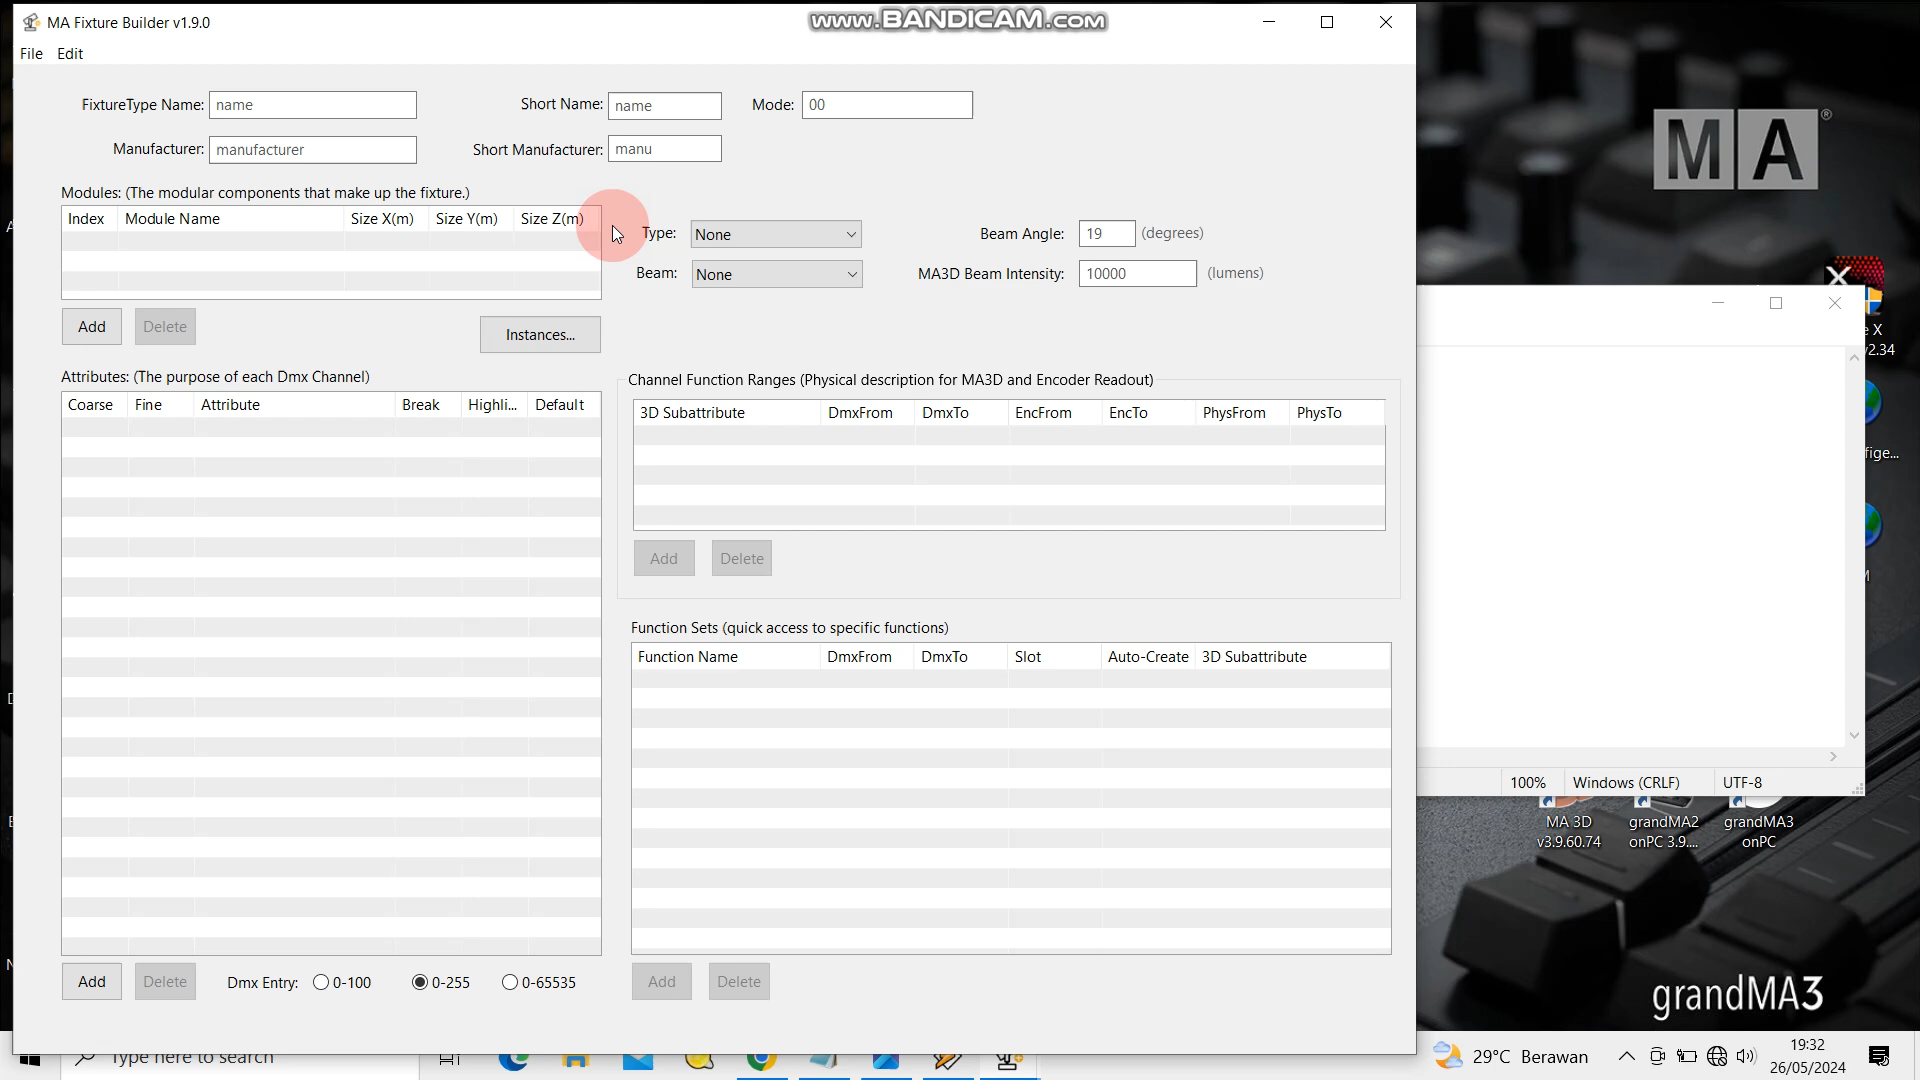 MA Fixture Builder v1.9.0
www.BANDICAM.com
File Edit
FixtureType Name: name
Short Name: name
Mode: 00
Manufacturer: manufacturer
Short Manufacturer: manu
Modules: (The modular components that make up the fixture.)
Index Module Name Size X(m) Size Y(m) Size Z(m)
Type: None
Beam Angle: 19 (degrees)
Beam: None
MA3D Beam Intensity: 10000 (lumens)
Add Delete
Instances...
Attributes: (The purpose of each Dmx Channel)
Coarse Fine Attribute Break Highli... Default
Channel Function Ranges (Physical description for MA3D and Encoder Readout)
3D Subattribute DmxFrom DmxTo EncFrom EncTo PhysFrom PhysTo
Add Delete
Function Sets (quick access to specific functions)
Function Name DmxFrom DmxTo Slot Auto-Create 3D Subattribute
Add Delete Dmx Entry: 0-100 0-255 0-65535
Add Delete
MA®
e X
v2.34
fige...
100% Windows (CRLF) UTF-8
MA 3D
v3.9.60.74
grandMA2
onPC 3.9....
grandMA3
onPC
grandMA3
Type here to search
29°C Berawan
19:32
26/05/2024